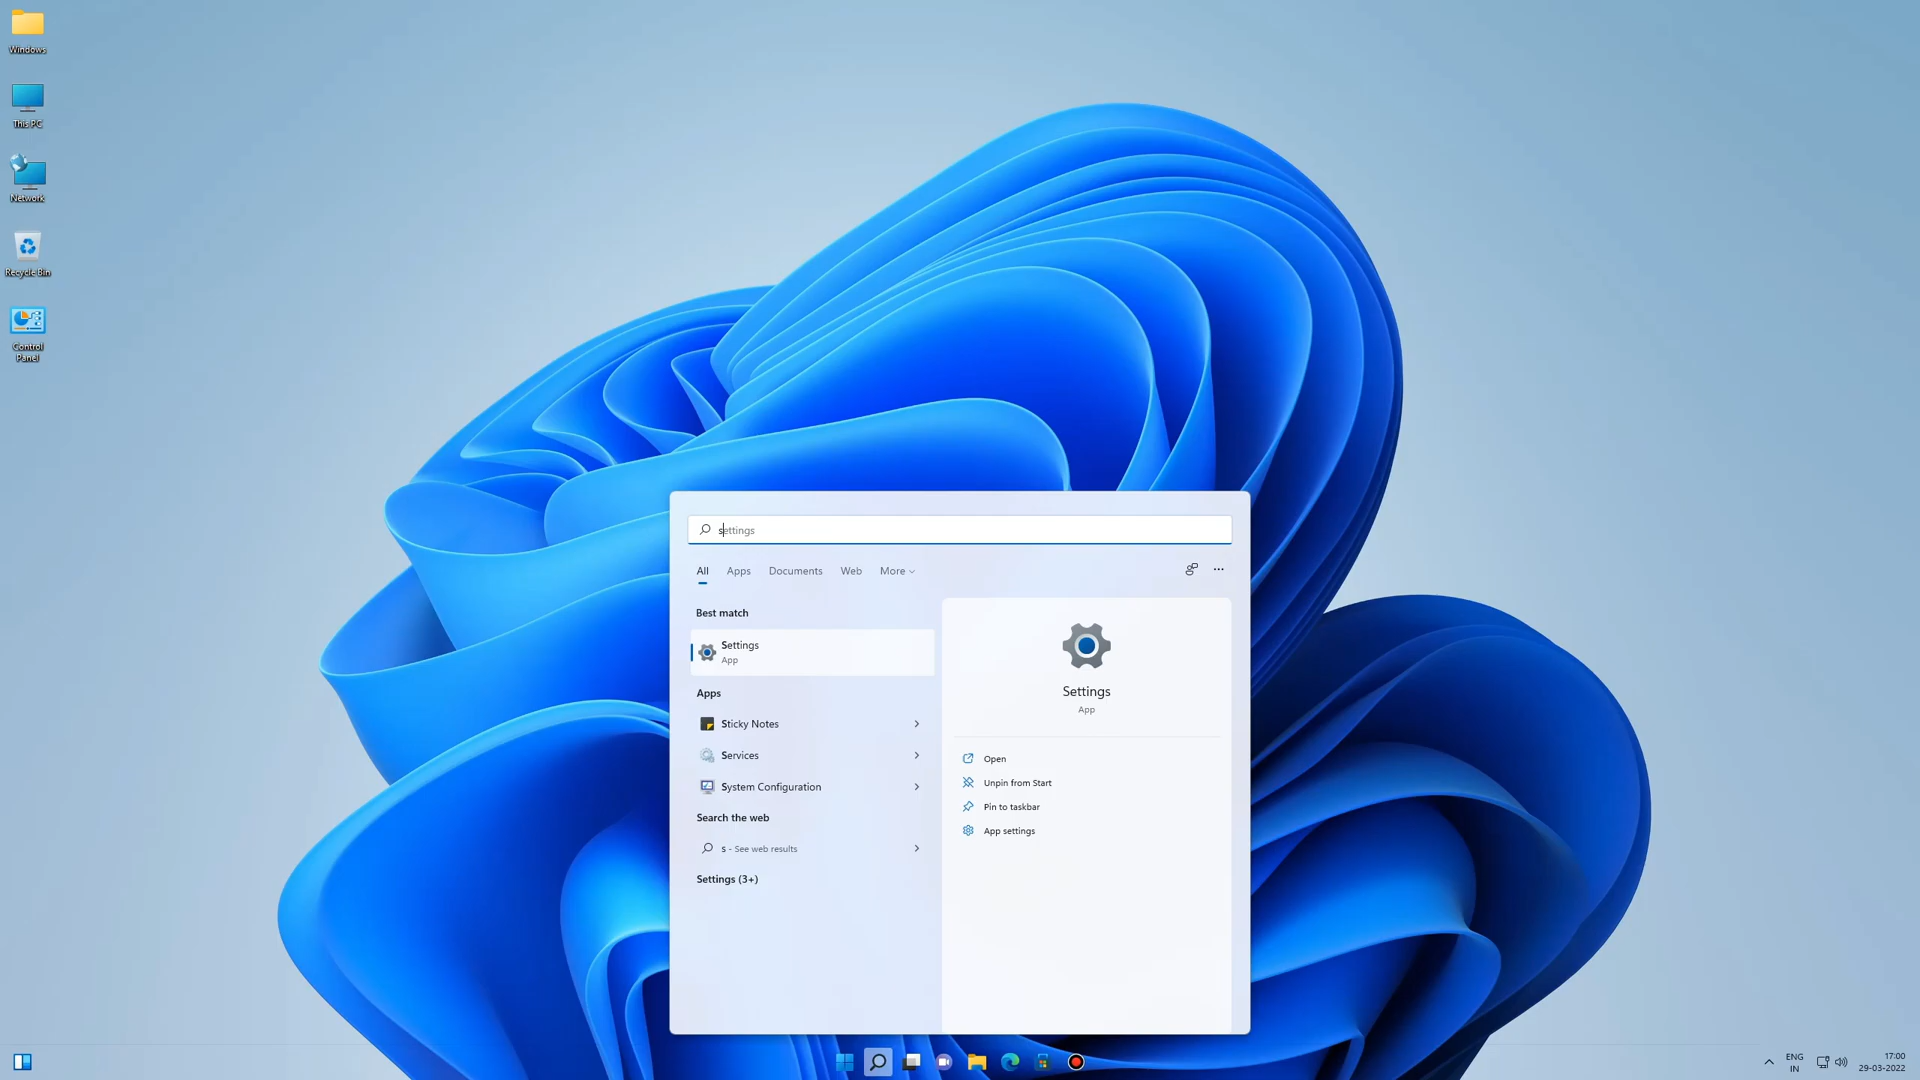 Windows
This PC
Network
Recycle Bin
Control
Panel
settings
All
Apps
Documents
Web
More
Best match
Settings
App
Apps
Sticky Notes
Services
System Configuration
Search the web
s - See web results
Settings (3+)
Settings
App
Open
Unpin from Start
Pin to taskbar
App settings
ENG
IN
17:00
29-03-2022